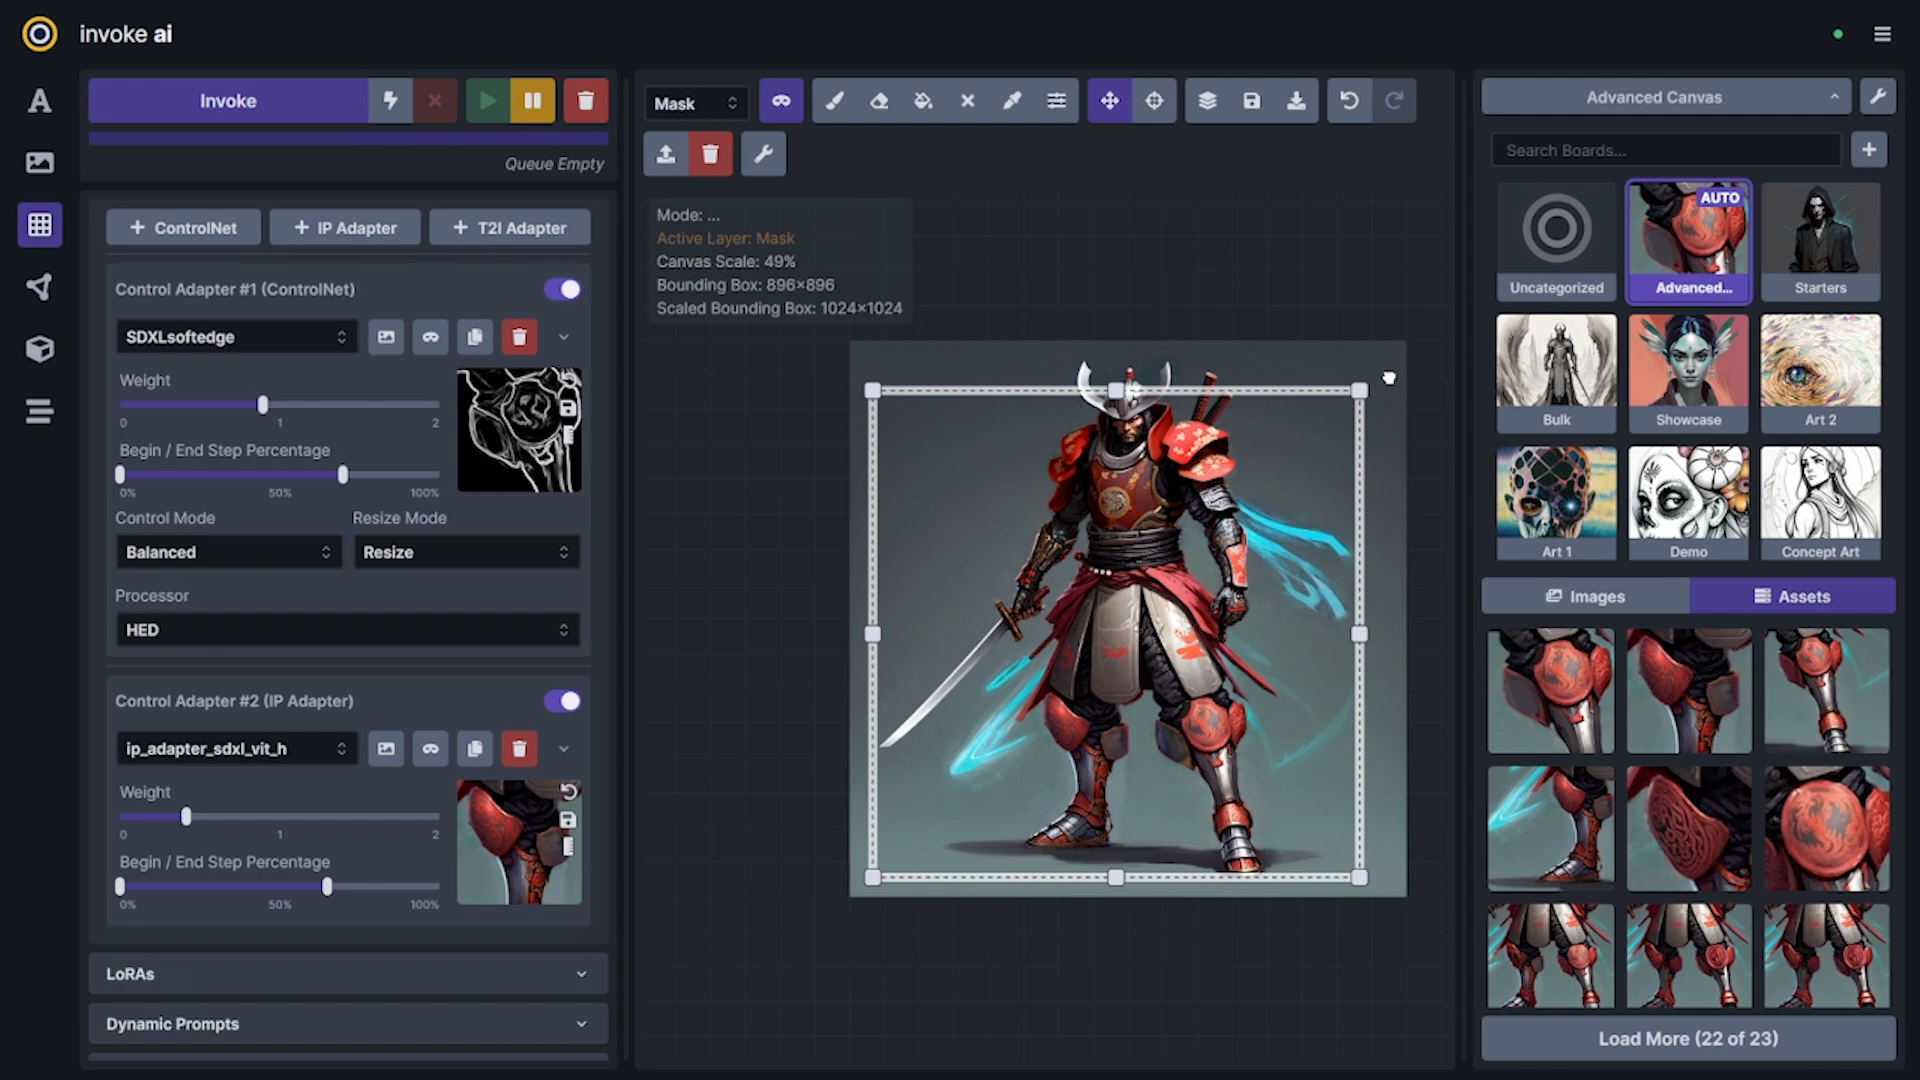 invoke ai
Invoke
Queue Empty
+ ControlNet
+ IP Adapter
+ T2I Adapter
Control Adapter #1 (ControlNet)
SDXLsoftedge
Weight
0 1 2
Begin / End Step Percentage
0% 50% 100%
Control Mode
Resize Mode
Balanced
Resize
Processor
HED
Control Adapter #2 (IP Adapter)
ip_adapter_sdxl_vit_h
Weight
0 1 2
Begin / End Step Percentage
0% 50% 100%
LoRAs
Dynamic Prompts
Mask
Mode: ...
Active Layer: Mask
Canvas Scale: 49%
Bounding Box: 896×896
Scaled Bounding Box: 1024×1024
Advanced Canvas
Search Boards...
AUTO
Uncategorized
Advanced...
Starters
Bulk
Showcase
Art 2
Art 1
Demo
Concept Art
Images
Assets
Load More (22 of 23)